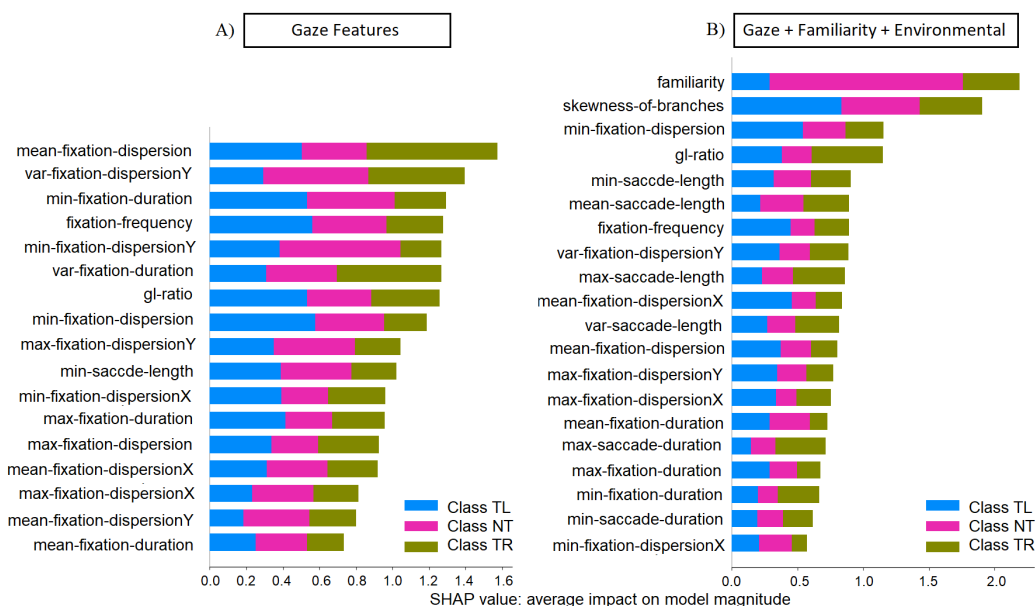 A) Gaze Features
mean-fixation-dispersion
var-fixation-dispersionY
min-fixation-duration
fixation-frequency
min-fixation-dispersionY
var-fixation-duration
gl-ratio
min-fixation-dispersion
max-fixation-dispersionY
min-saccde-length
min-fixation-dispersionX
max-fixation-duration
max-fixation-dispersion
mean-fixation-dispersionX
max-fixation-dispersionX
mean-fixation-dispersionY
mean-fixation-duration
Class TL
Class NT
Class TR
0.0 0.2 0.4 0.6 0.8 1.0 1.2 1.4 1.6
B) Gaze + Familiarity + Environmental
familiarity
skewness-of-branches
min-fixation-dispersion
gl-ratio
min-saccde-length
mean-saccade-length
fixation-frequency
var-fixation-dispersionY
max-saccade-length
mean-fixation-dispersionX
var-saccade-length
mean-fixation-dispersion
max-fixation-dispersionY
max-fixation-dispersionX
mean-fixation-duration
max-saccade-duration
max-fixation-duration
min-fixation-duration
min-saccade-duration
min-fixation-dispersionX
Class TL
Class NT
Class TR
0.0 0.5 1.0 1.5 2.0
SHAP value: average impact on model magnitude